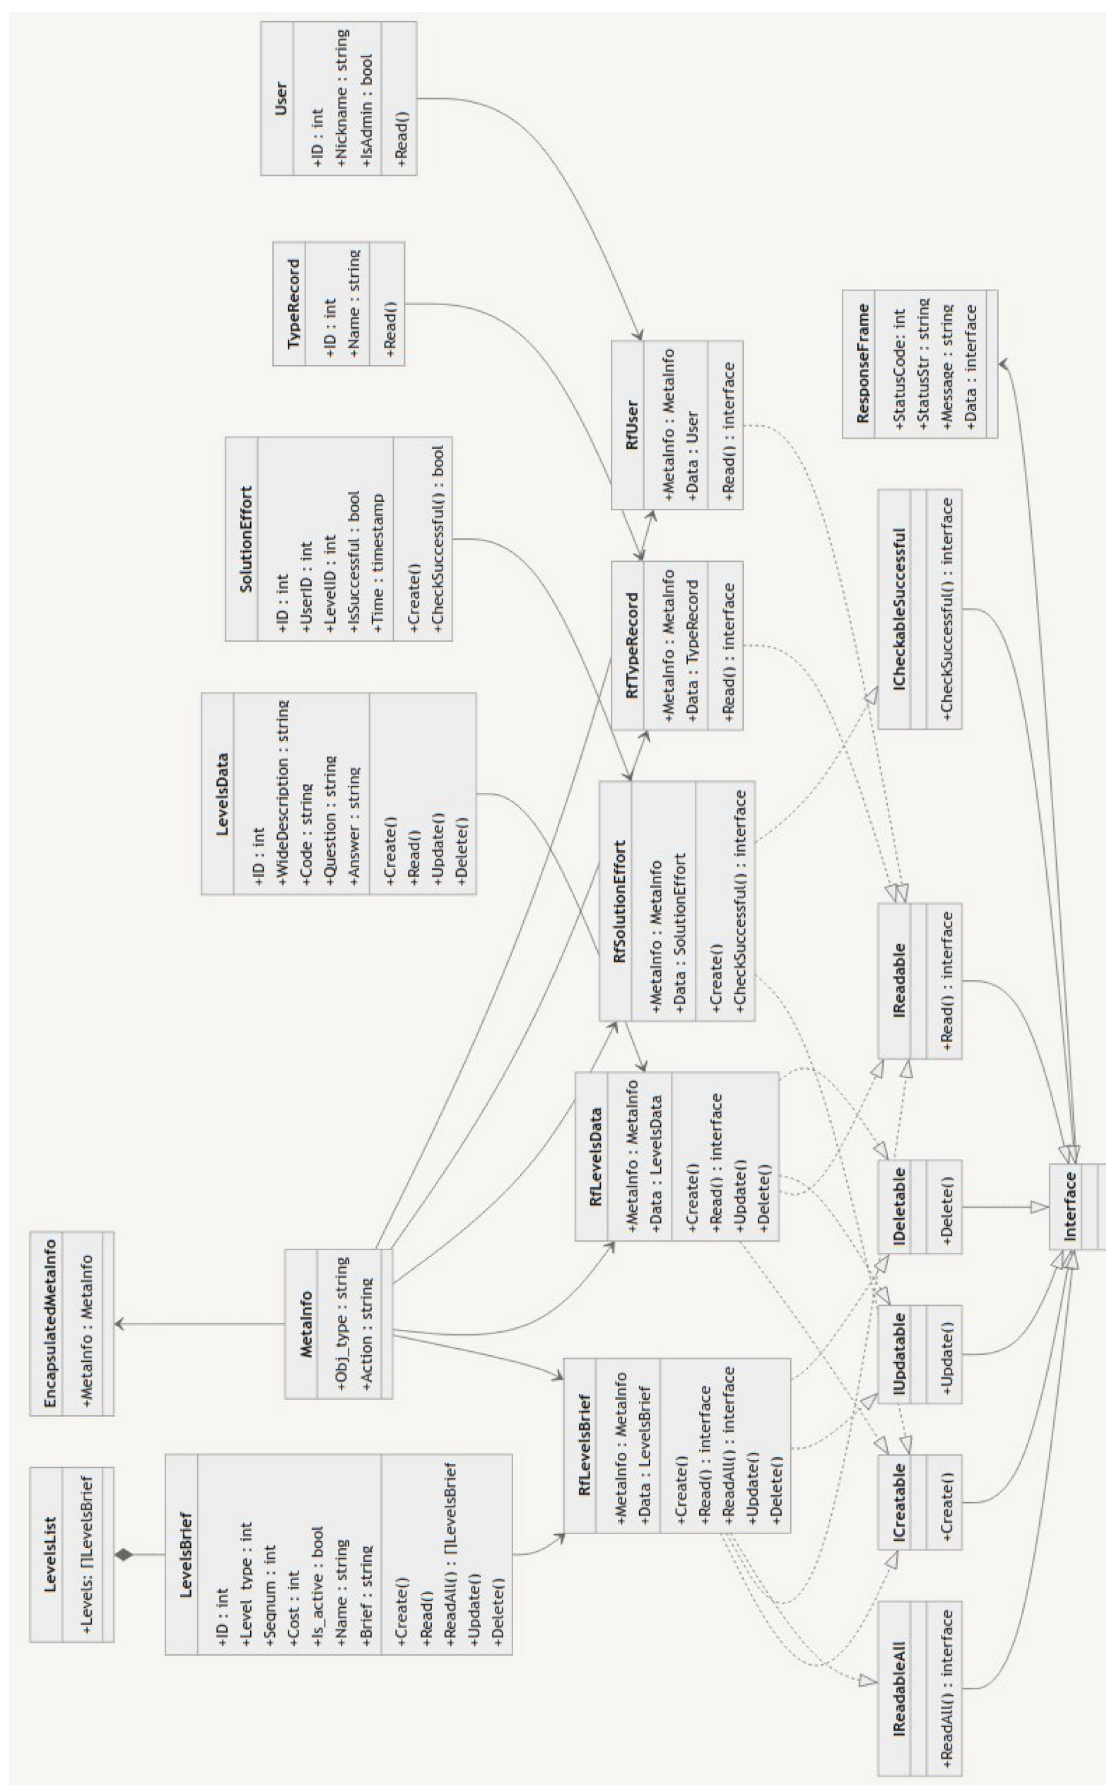 LevelsList
+Levels: []LevelsBrief
EncapsulatedMetaInfo
+MetaInfo : MetaInfo
LevelsBrief
+ID : int
+Level_type : int
+Seqnum : int
+Cost : int
+Is_active : bool
+Name : string
+Brief : string
+Create()
+Read()
+ReadAll() : []LevelsBrief
+Update()
+Delete()
MetaInfo
+Obj_type : string
+Action : string
LevelsData
+ID : int
+WideDescription : string
+Code : string
+Question : string
+Answer : string
+Create()
+Read()
+Update()
+Delete()
SolutionEffort
+ID : int
+UserID : int
+LevelID : int
+IsSuccessful : bool
+Time : timestamp
+Create()
+CheckSuccessful() : bool
TypeRecord
+ID : int
+Name : string
+Read()
User
+ID : int
+Nickname : string
+IsAdmin : bool
+Read()
RfLevelsBrief
+MetaInfo : MetaInfo
+Data : LevelsBrief
+Create()
+Read() : interface
+ReadAll() : interface
+Update()
+Delete()
RfLevelsData
+MetaInfo : MetaInfo
+Data : LevelsData
+Create()
+Read() : interface
+Update()
+Delete()
RfSolutionEffort
+MetaInfo : MetaInfo
+Data : SolutionEffort
+Create()
+CheckSuccessful() : interface
RfTypeRecord
+MetaInfo : MetaInfo
+Data : TypeRecord
+Read() : interface
RfUser
+MetaInfo : MetaInfo
+Data : User
+Read() : interface
IReadableAll
+ReadAll() : interface
ICreatable
+Create()
IUpdatable
+Update()
IDeletable
+Delete()
IReadable
+Read() : interface
ICheckableSuccessful
+CheckSuccessful() : interface
ResponseFrame
+StatusCode: int
+StatusStr : string
+Message : string
+Data : interface
Interface